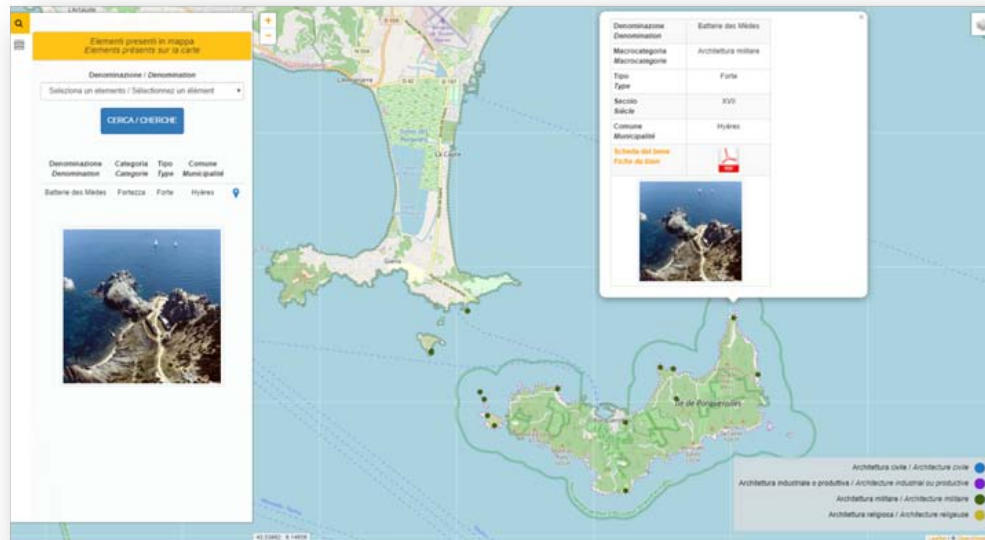 Elementi presenti in mappa
Elements présents sur la carte
Denominazione / Denomination
Seleziona un elemento / Sélectionnez un élément
CERCA / CHERCHE
Denominazione Categoria Tipo Comune
Denomination Categorie Type Municipalité
Batterie des Mèdes Fortezza Forte Hyères
+
−
La Capte
Giens
Île de Porquerolles
Denominazione Batterie des Mèdes
Denomination
Macrocategoria Architettura militare
Macrocategorie
Tipo Forte
Type
Secolo XVII
Siècle
Comune Hyères
Municipalité
Scheda del bene
Fiche du bien
PDF
Architettura civile / Architecture civile
Architettura industriale o produttiva / Architecture industrial ou productive
Architettura militare / Architecture militaire
Architettura religiosa / Architecture religieuse